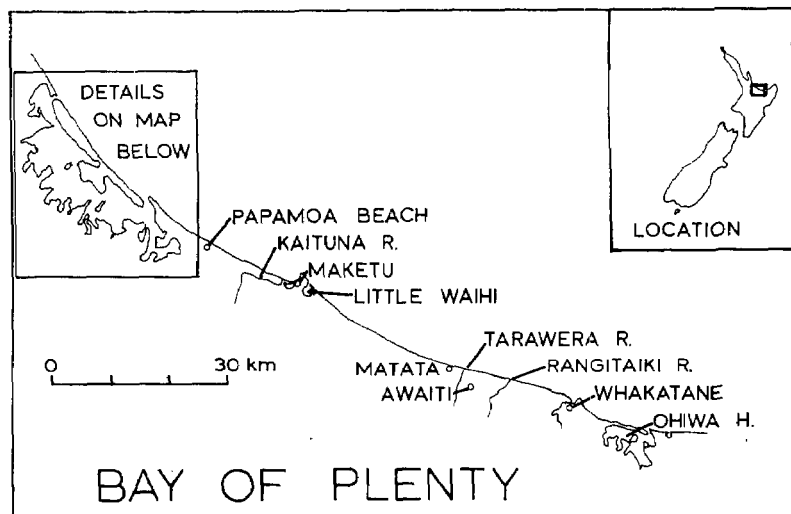 DETAILS
ON MAP
BELOW
LOCATION
PAPAMOA BEACH
KAITUNA R.
MAKETU
LITTLE WAIHI
0 30 km
TARAWERA R.
MATATA
RANGITAIKI R.
AWAITI
WHAKATANE
OHIWA H.
BAY OF PLENTY